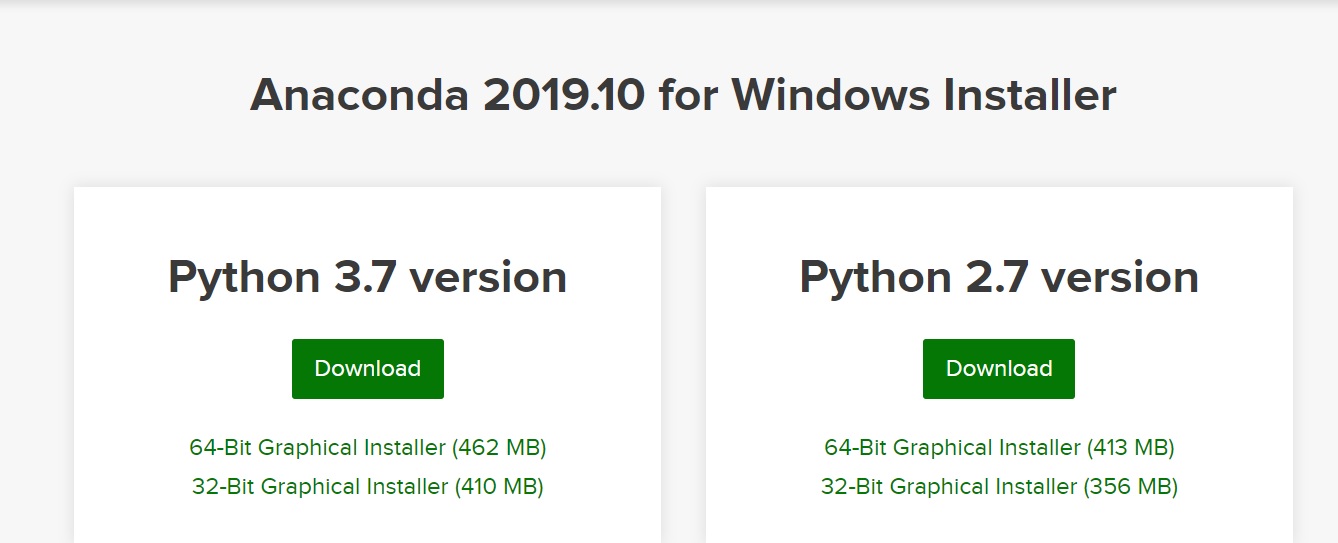 Anaconda 2019.10 for Windows Installer
Python 3.7 version
Download
64-Bit Graphical Installer (462 MB)
32-Bit Graphical Installer (410 MB)
Python 2.7 version
Download
64-Bit Graphical Installer (413 MB)
32-Bit Graphical Installer (356 MB)